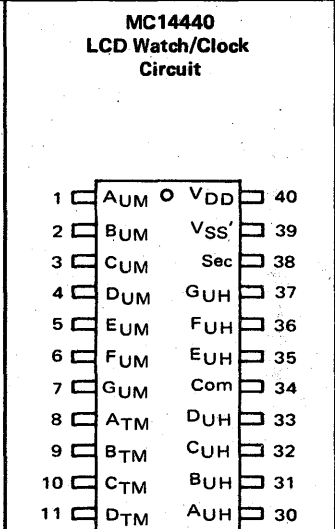 MC14440
LCD Watch/Clock
Circuit
1 AUM VDD 40
2 BUM VSS' 39
3 CUM Sec 38
4 DUM GUH 37
5 EUM FUH 36
6 FUM EUH 35
7 GUM Com 34
8 ATM DUH 33
9 BTM CUH 32
10 CTM BUH 31
11 DTM AUH 30